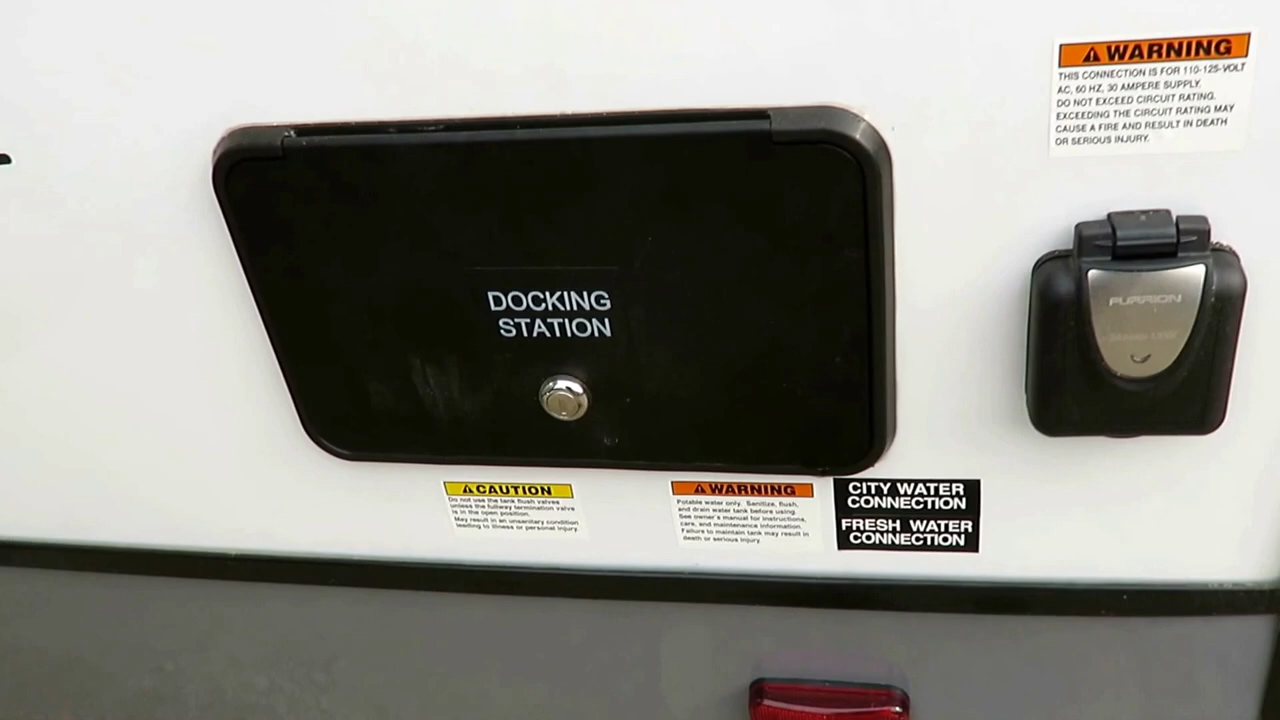 WARNING
THIS CONNECTION IS FOR 110-125-VOLT
AC, 60 HZ, 30 AMPERE SUPPLY.
DO NOT EXCEED CIRCUIT RATING.
EXCEEDING THE CIRCUIT RATING MAY
CAUSE A FIRE AND RESULT IN DEATH
OR SERIOUS INJURY.
FURRION
DOCKING
STATION
CAUTION
Do not use the tank flush valves
unless the fullway termination valve
is in the open position.
May result in an unsanitary condition
leading to illness or personal injury.
WARNING
Potable water only. Sanitize, flush,
and drain water tank before using.
See owner's manual for instructions,
care, and maintenance information.
Failure to maintain tank may result in
death or serious injury.
CITY WATER
CONNECTION
FRESH WATER
CONNECTION